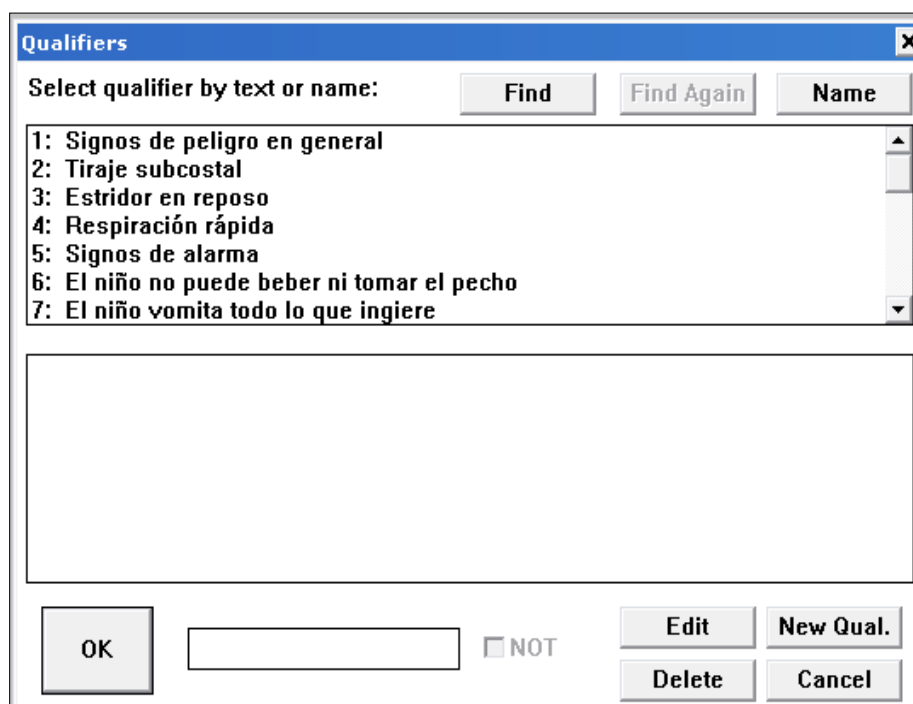 Qualifiers
Select qualifier by text or name:
Find
Find Again
Name
1: Signos de peligro en general
2: Tiraje subcostal
3: Estridor en reposo
4: Respiración rápida
5: Signos de alarma
6: El niño no puede beber ni tomar el pecho
7: El niño vomita todo lo que ingiere
OK
NOT
Edit
New Qual.
Delete
Cancel